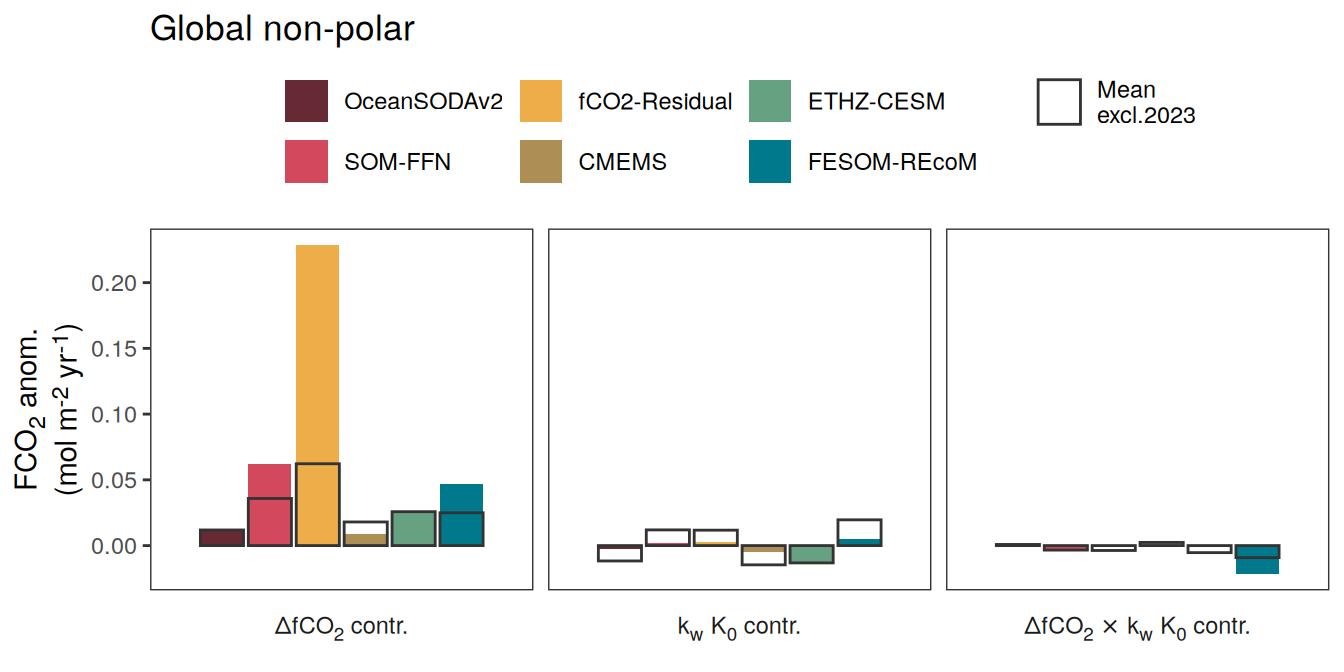 Global non-polar
OceanSODAv2
fCO2-Residual
ETHZ-CESM
Mean
excl.2023
SOM-FFN
CMEMS
FESOM-REcoM
FCO₂ anom.
(mol m⁻² yr⁻¹)
0.20
0.15
0.10
0.05
0.00
ΔfCO₂ contr.
k_w K₀ contr.
ΔfCO₂ × k_w K₀ contr.